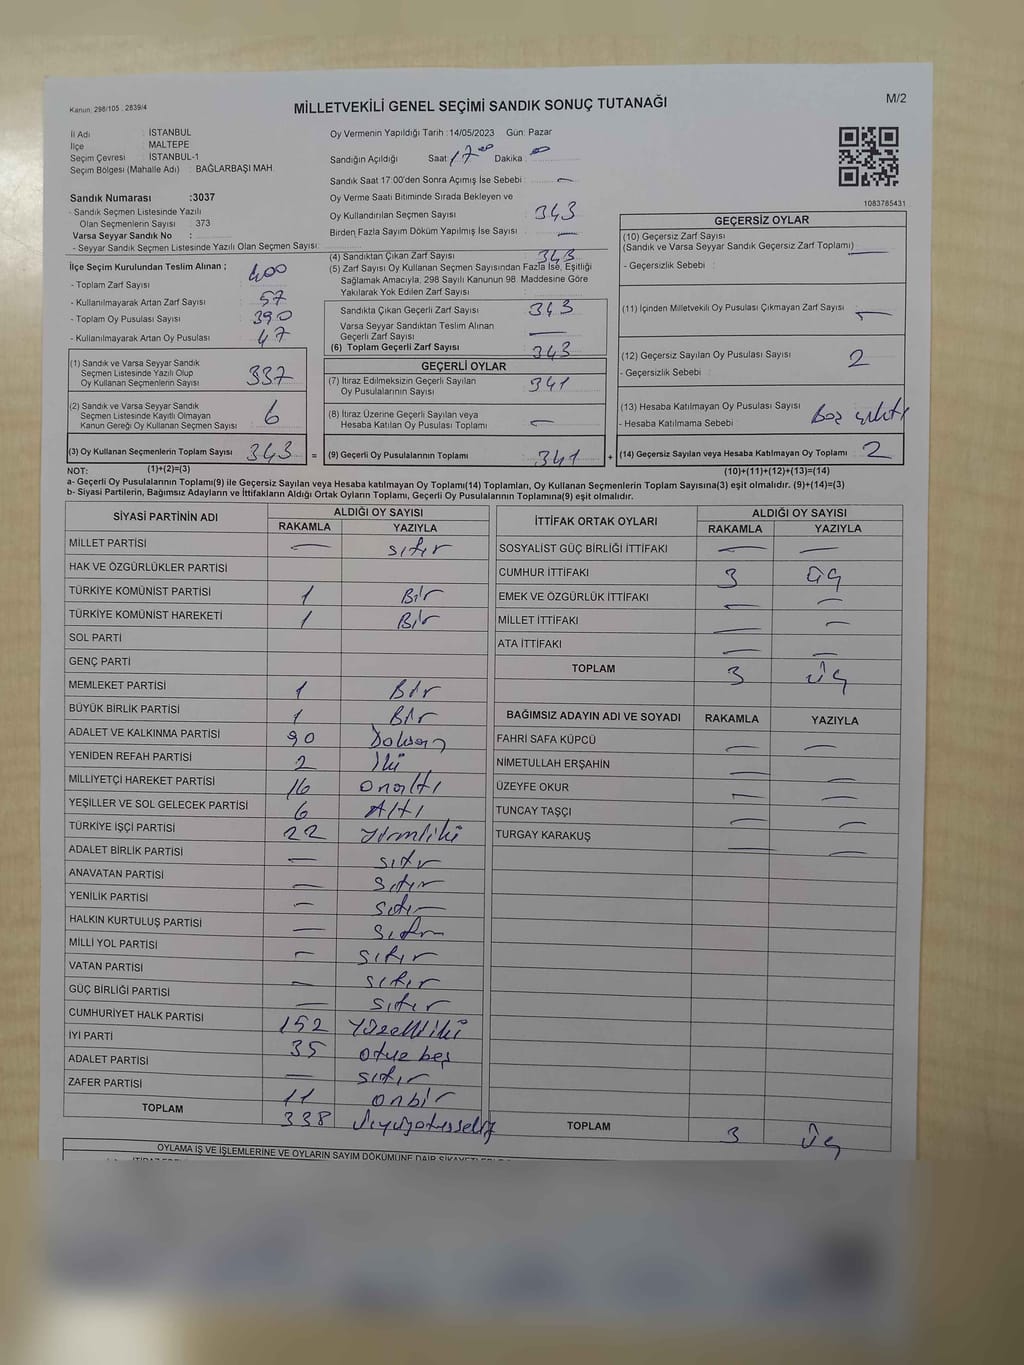 Kanun: 298/105 ; 2839/4
MİLLETVEKİLİ GENEL SEÇİMİ SANDIK SONUÇ TUTANAĞI
M/2
İl Adı : İSTANBUL
İlçe : MALTEPE
Seçim Çevresi : İSTANBUL-1
Seçim Bölgesi (Mahalle Adı) : BAĞLARBAŞI MAH.
Sandık Numarası :3037
- Sandık Seçmen Listesinde Yazılı
Olan Seçmenlerin Sayısı : 373
Varsa Seyyar Sandık No :
- Seyyar Sandık Seçmen Listesinde Yazılı Olan Seçmen Sayısı:
Oy Vermenin Yapıldığı Tarih : 14/05/2023 Gün: Pazar
Sandığın Açıldığı Saat 17 00 Dakika 00
Sandık Saat 17:00'den Sonra Açımış İse Sebebi : —
Oy Verme Saati Bitiminde Sırada Bekleyen ve
Oy Kullandırılan Seçmen Sayısı 343
Birden Fazla Sayım Döküm Yapılmış İse Sayısı —
1083785431
İlçe Seçim Kurulundan Teslim Alınan ;
- Toplam Zarf Sayısı 400
- Kullanılmayarak Artan Zarf Sayısı 57
- Toplam Oy Pusulası Sayısı 390
- Kullanılmayarak Artan Oy Pusulası 47
(4) Sandıktan Çıkan Zarf Sayısı 343
(5) Zarf Sayısı Oy Kullanan Seçmen Sayısından Fazla İse, Eşitliği
Sağlamak Amacıyla, 298 Sayılı Kanunun 98. Maddesine Göre
Yakılarak Yok Edilen Zarf Sayısı
Sandıkta Çıkan Geçerli Zarf Sayısı 343
Varsa Seyyar Sandıktan Teslim Alınan
Geçerli Zarf Sayısı —
(6) Toplam Geçerli Zarf Sayısı 343
(1) Sandık ve Varsa Seyyar Sandık
Seçmen Listesinde Yazılı Olup
Oy Kullanan Seçmenlerin Sayısı 337
(2) Sandık ve Varsa Seyyar Sandık
Seçmen Listesinde Kayıtlı Olmayan
Kanun Gereği Oy Kullanan Seçmen Sayısı 6
(3) Oy Kullanan Seçmenlerin Toplam Sayısı 343 =
GEÇERLİ OYLAR
(7) İtiraz Edilmeksizin Geçerli Sayılan
Oy Pusulalarının Sayısı 341
(8) İtiraz Üzerine Geçerli Sayılan veya
Hesaba Katılan Oy Pusulası Toplamı —
(9) Geçerli Oy Pusulalarının Toplamı 341 +
GEÇERSİZ OYLAR
(10) Geçersiz Zarf Sayısı
(Sandık ve Varsa Seyyar Sandık Geçersiz Zarf Toplamı) —
- Geçersizlik Sebebi :
(11) İçinden Milletvekili Oy Pusulası Çıkmayan Zarf Sayısı —
(12) Geçersiz Sayılan Oy Pusulası Sayısı 2
- Geçersizlik Sebebi :
(13) Hesaba Katılmayan Oy Pusulası Sayısı Boş
- Hesaba Katılmama Sebebi :
(14) Geçersiz Sayılan veya Hesaba Katılmayan Oy Toplamı 2
NOT: (1)+(2)=(3)
(10)+(11)+(12)+(13)=(14)
a- Geçerli Oy Pusulalarının Toplamı(9) ile Geçersiz Sayılan veya Hesaba Katılmayan Oy Toplamı(14) Toplamları, Oy Kullanan Seçmenlerin Toplam Sayısına(3) eşit olmalıdır. (9)+(14)=(3)
b- Siyasi Partilerin, Bağımsız Adayların ve İttifakların Aldığı Ortak Oyların Toplamı, Geçerli Oy Pusulalarının Toplamına(9) eşit olmalıdır.
SİYASİ PARTİNİN ADI ALDIĞI OY SAYISI
RAKAMLA YAZIYLA
MİLLET PARTİSİ — sıfır
HAK VE ÖZGÜRLÜKLER PARTİSİ
TÜRKİYE KOMÜNİST PARTİSİ 1 Bir
TÜRKİYE KOMÜNİST HAREKETİ 1 Bir
SOL PARTİ
GENÇ PARTİ
MEMLEKET PARTİSİ 1 Bir
BÜYÜK BİRLİK PARTİSİ 1 Bir
ADALET VE KALKINMA PARTİSİ 90 Doksan
YENİDEN REFAH PARTİSİ 2 İki
MİLLİYETÇİ HAREKET PARTİSİ 16 onaltı
YEŞİLLER VE SOL GELECEK PARTİSİ 6 Altı
TÜRKİYE İŞÇİ PARTİSİ 22 yirmiiki
ADALET BİRLİK PARTİSİ — sıfır
ANAVATAN PARTİSİ — sıfır
YENİLİK PARTİSİ — sıfır
HALKIN KURTULUŞ PARTİSİ — sıfır
MİLLİ YOL PARTİSİ — sıfır
VATAN PARTİSİ — sıfır
GÜÇ BİRLİĞİ PARTİSİ — sıfır
CUMHURİYET HALK PARTİSİ 152 Yüzelliiki
İYİ PARTİ 35 otuz beş
ADALET PARTİSİ — sıfır
ZAFER PARTİSİ 11 onbir
TOPLAM 338 üçyüzotuzsekiz
İTTİFAK ORTAK OYLARI ALDIĞI OY SAYISI
RAKAMLA YAZIYLA
SOSYALİST GÜÇ BİRLİĞİ İTTİFAKI — —
CUMHUR İTTİFAKI 3 üç
EMEK VE ÖZGÜRLÜK İTTİFAKI — —
MİLLET İTTİFAKI — —
ATA İTTİFAKI — —
TOPLAM 3 üç
BAĞIMSIZ ADAYIN ADI VE SOYADI RAKAMLA YAZIYLA
FAHRİ SAFA KÜPCÜ — —
NİMETULLAH ERŞAHİN — —
ÜZEYFE OKUR — —
TUNCAY TAŞÇI — —
TURGAY KARAKUŞ — —
TOPLAM 3 üç
OYLAMA İŞ VE İŞLEMLERİNE VE OYLARIN SAYIM DÖKÜMÜNE DAİR